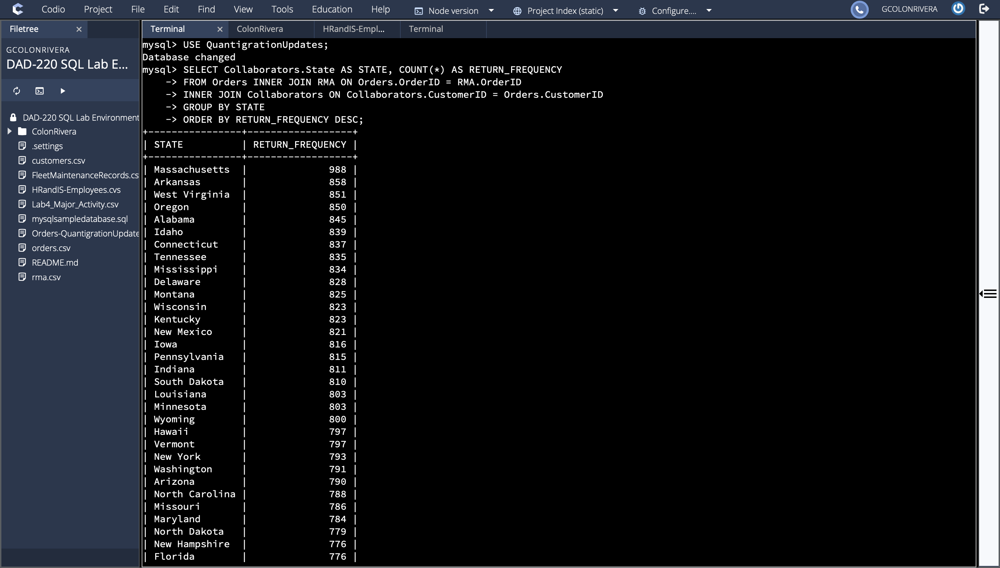 Codio Project File Edit Find View Tools Education Help Node version Project Index (static) Configure.... GCOLONRIVERA
Filetree
GCOLONRIVERA
DAD-220 SQL Lab E...
DAD-220 SQL Lab Environment
ColonRivera
.settings
customers.csv
FleetMaintenanceRecords.cs
HRandIS-Employees.cvs
Lab4_Major_Activity.csv
mysqlsampledatabase.sql
Orders-QuantigrationUpdate
orders.csv
README.md
rma.csv
Terminal ColonRivera HRandIS-Empl... Terminal
mysql> USE QuantigrationUpdates;
Database changed
mysql> SELECT Collaborators.State AS STATE, COUNT(*) AS RETURN_FREQUENCY
    -> FROM Orders INNER JOIN RMA ON Orders.OrderID = RMA.OrderID
    -> INNER JOIN Collaborators ON Collaborators.CustomerID = Orders.CustomerID
    -> GROUP BY STATE
    -> ORDER BY RETURN_FREQUENCY DESC;
+----------------+------------------+
| STATE          | RETURN_FREQUENCY |
+----------------+------------------+
| Massachusetts  |              988 |
| Arkansas       |              858 |
| West Virginia  |              851 |
| Oregon         |              850 |
| Alabama        |              845 |
| Idaho          |              839 |
| Connecticut    |              837 |
| Tennessee      |              835 |
| Mississippi    |              834 |
| Delaware       |              828 |
| Montana        |              825 |
| Wisconsin      |              823 |
| Kentucky       |              823 |
| New Mexico     |              821 |
| Iowa           |              816 |
| Pennsylvania   |              815 |
| Indiana        |              811 |
| South Dakota   |              810 |
| Louisiana      |              803 |
| Minnesota      |              803 |
| Wyoming        |              800 |
| Hawaii         |              797 |
| Vermont        |              797 |
| New York       |              793 |
| Washington     |              791 |
| Arizona        |              790 |
| North Carolina |              788 |
| Missouri       |              786 |
| Maryland       |              784 |
| North Dakota   |              779 |
| New Hampshire  |              776 |
| Florida        |              776 |